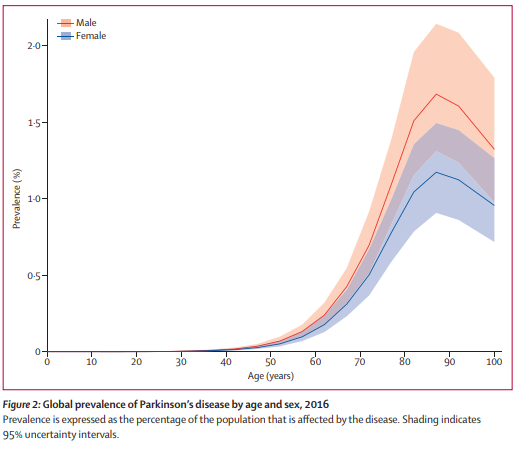 Male
Female
2·0
1·5
1·0
0·5
0
Prevalence (%)
0 10 20 30 40 50 60 70 80 90 100
Age (years)
Figure 2: Global prevalence of Parkinson's disease by age and sex, 2016
Prevalence is expressed as the percentage of the population that is affected by the disease. Shading indicates
95% uncertainty intervals.